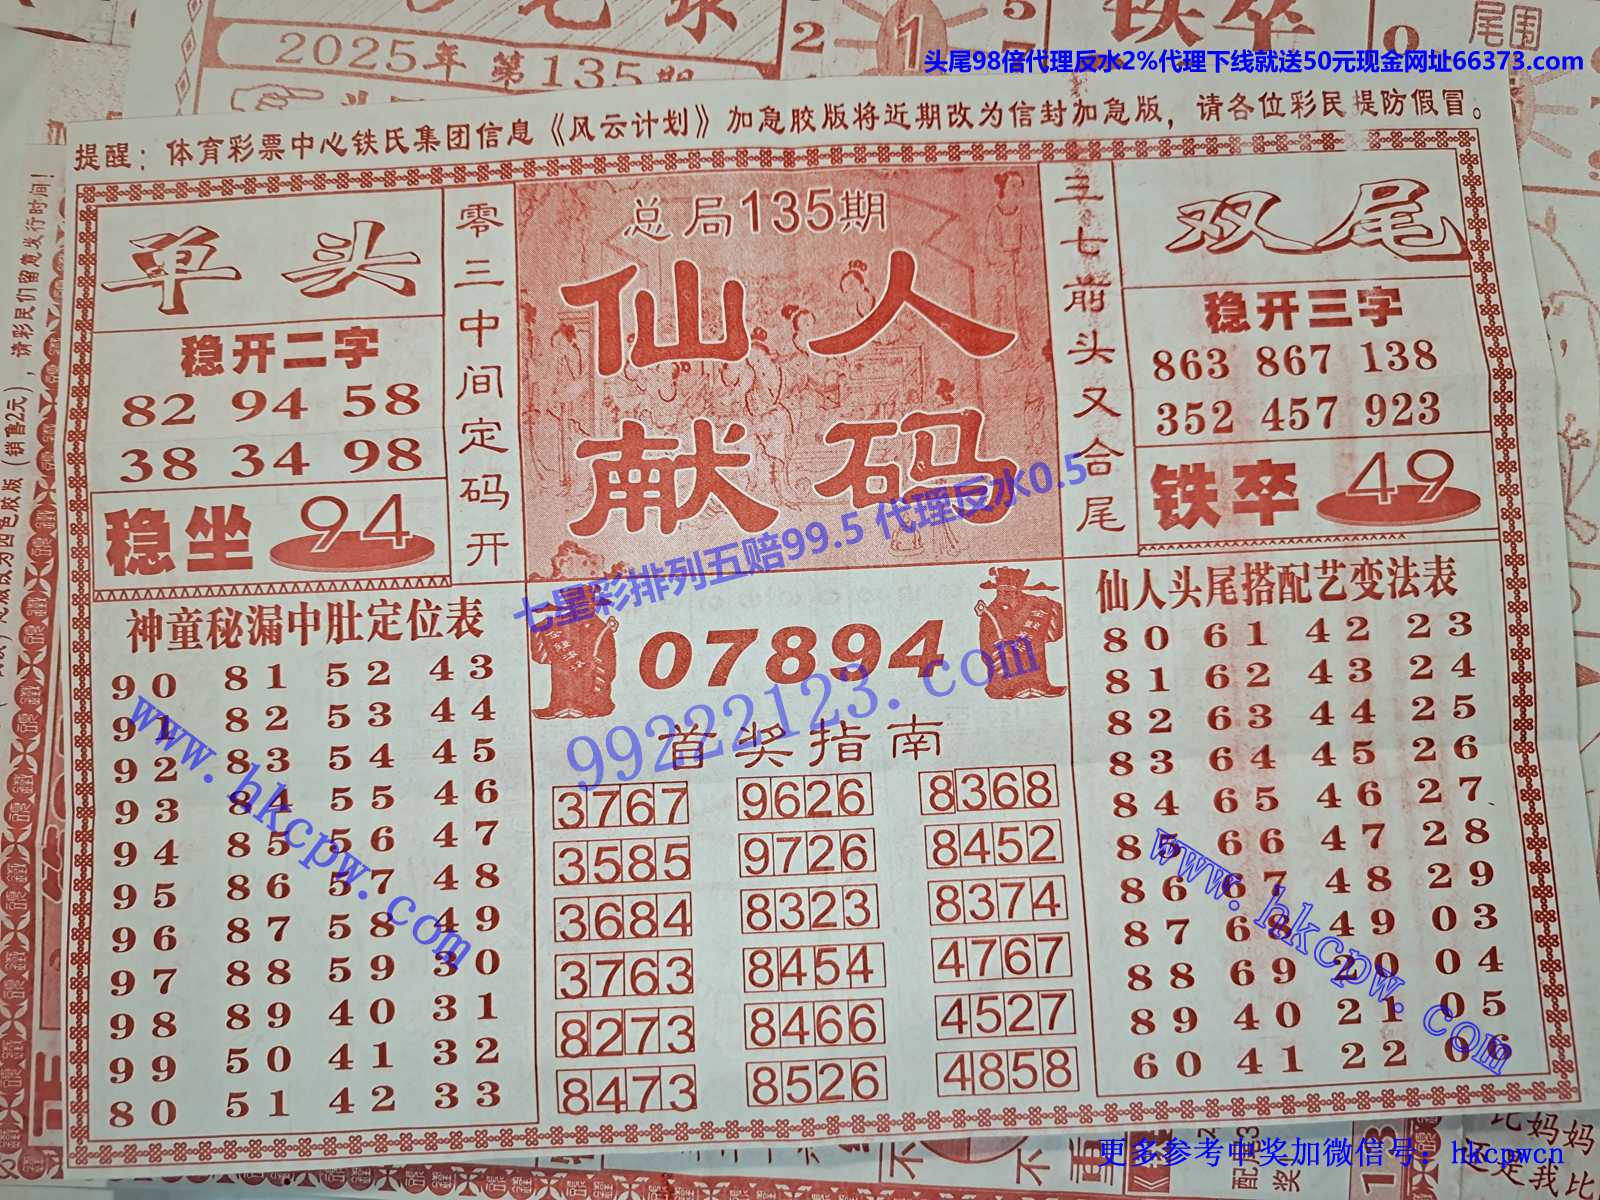 2025年 第135期
2
1
5
铁卒
0
尾围
头尾98倍代理反水2%代理下线就送50元现金网址66373.com
提醒：体育彩票中心铁氏集团信息《风云计划》加急胶版将近期改为信封加急版，请各位彩民提防假冒。
单头
稳开二字
82 94 58
38 34 98
稳坐 94
零三中间定码开
总局135期
仙人
献码
三七前头又合尾
双尾
稳开三字
863 867 138
352 457 923
铁卒 49
七星彩排列五赔99.5 代理反水0.5
神童秘漏中肚定位表
90 81 52 43
91 82 53 44
92 83 54 45
93 84 55 46
94 85 56 47
95 86 57 48
96 87 58 49
97 88 59 30
98 89 40 31
99 50 41 32
80 51 42 33
www.hkcpw.com
07894
99222123.com
首奖指南
3767 9626 8368
3585 9726 8452
3684 8323 8374
3763 8454 4767
8273 8466 4527
8473 8526 4858
仙人头尾搭配艺变法表
80 61 42 23
81 62 43 24
82 63 44 25
83 64 45 26
84 65 46 27
85 66 47 28
86 67 48 29
87 68 49 03
88 69 20 04
89 40 21 05
60 41 22 06
www.hkcpw.com
更多参考中奖加微信号：hkcpwcn